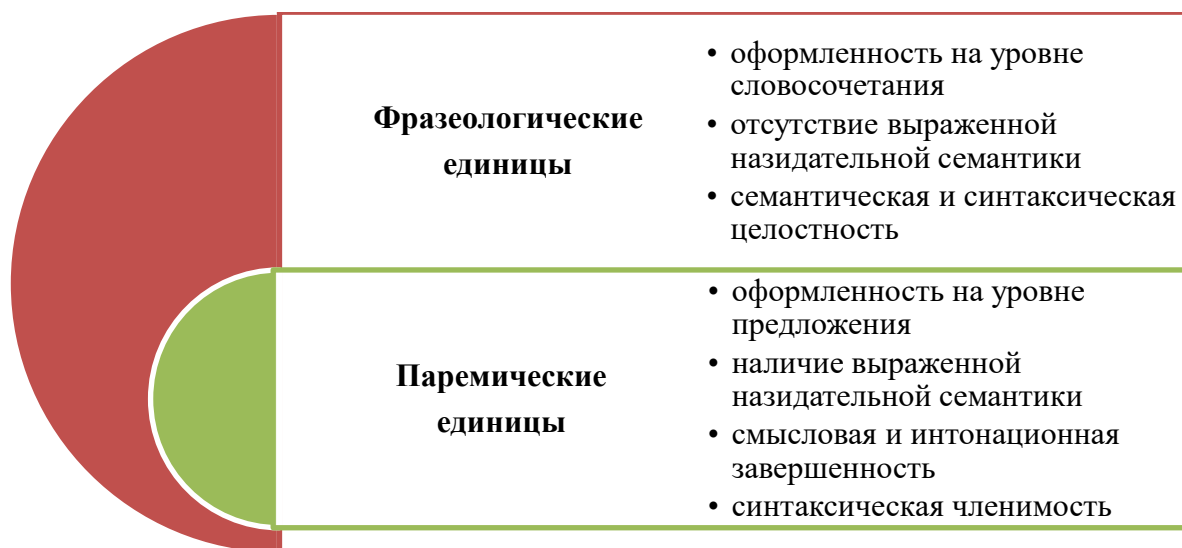 Фразеологические
единицы
• оформленность на уровне
словосочетания
• отсутствие выраженной
назидательной семантики
• семантическая и синтаксическая
целостность
Паремические
единицы
• оформленность на уровне
предложения
• наличие выраженной
назидательной семантики
• смысловая и интонационная
завершенность
• синтаксическая членимость